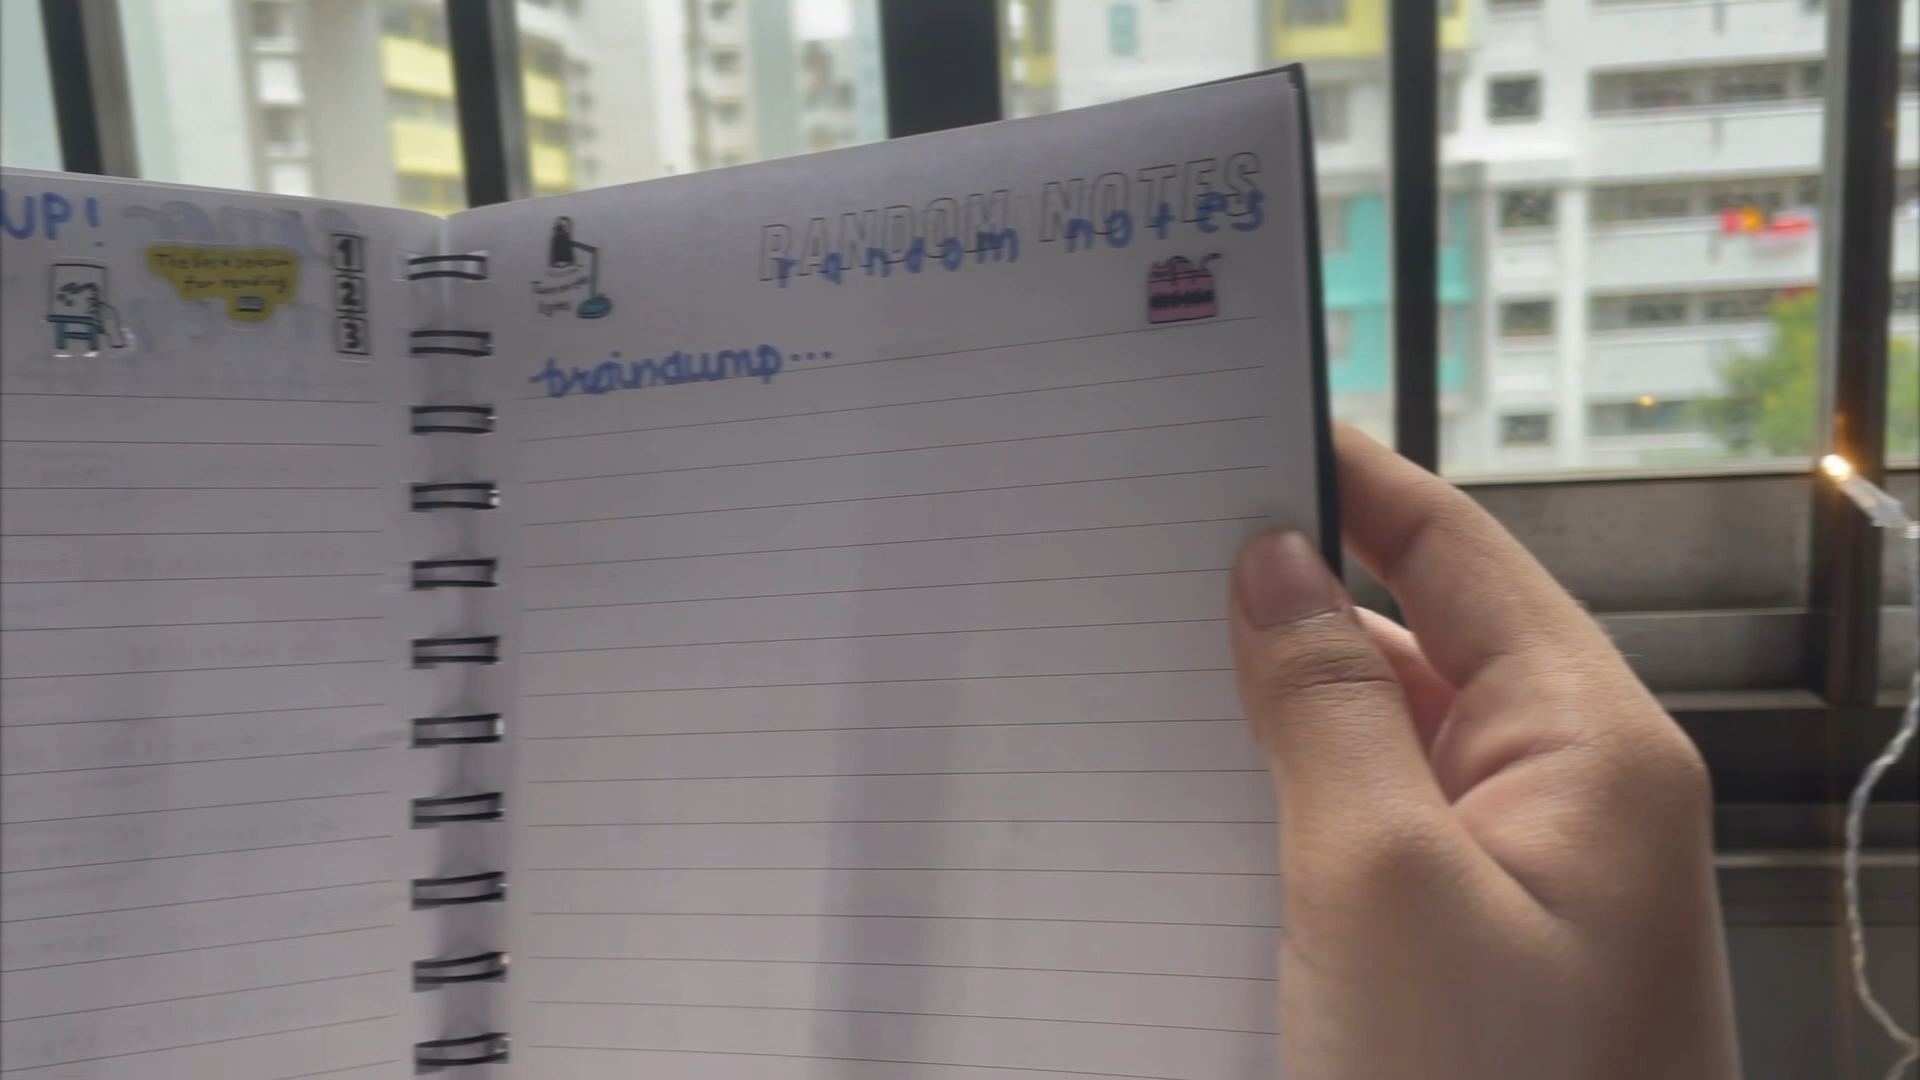 UP!
The best season
for reading
1
2
3
RANDOM NOTES
random notes
braindump...